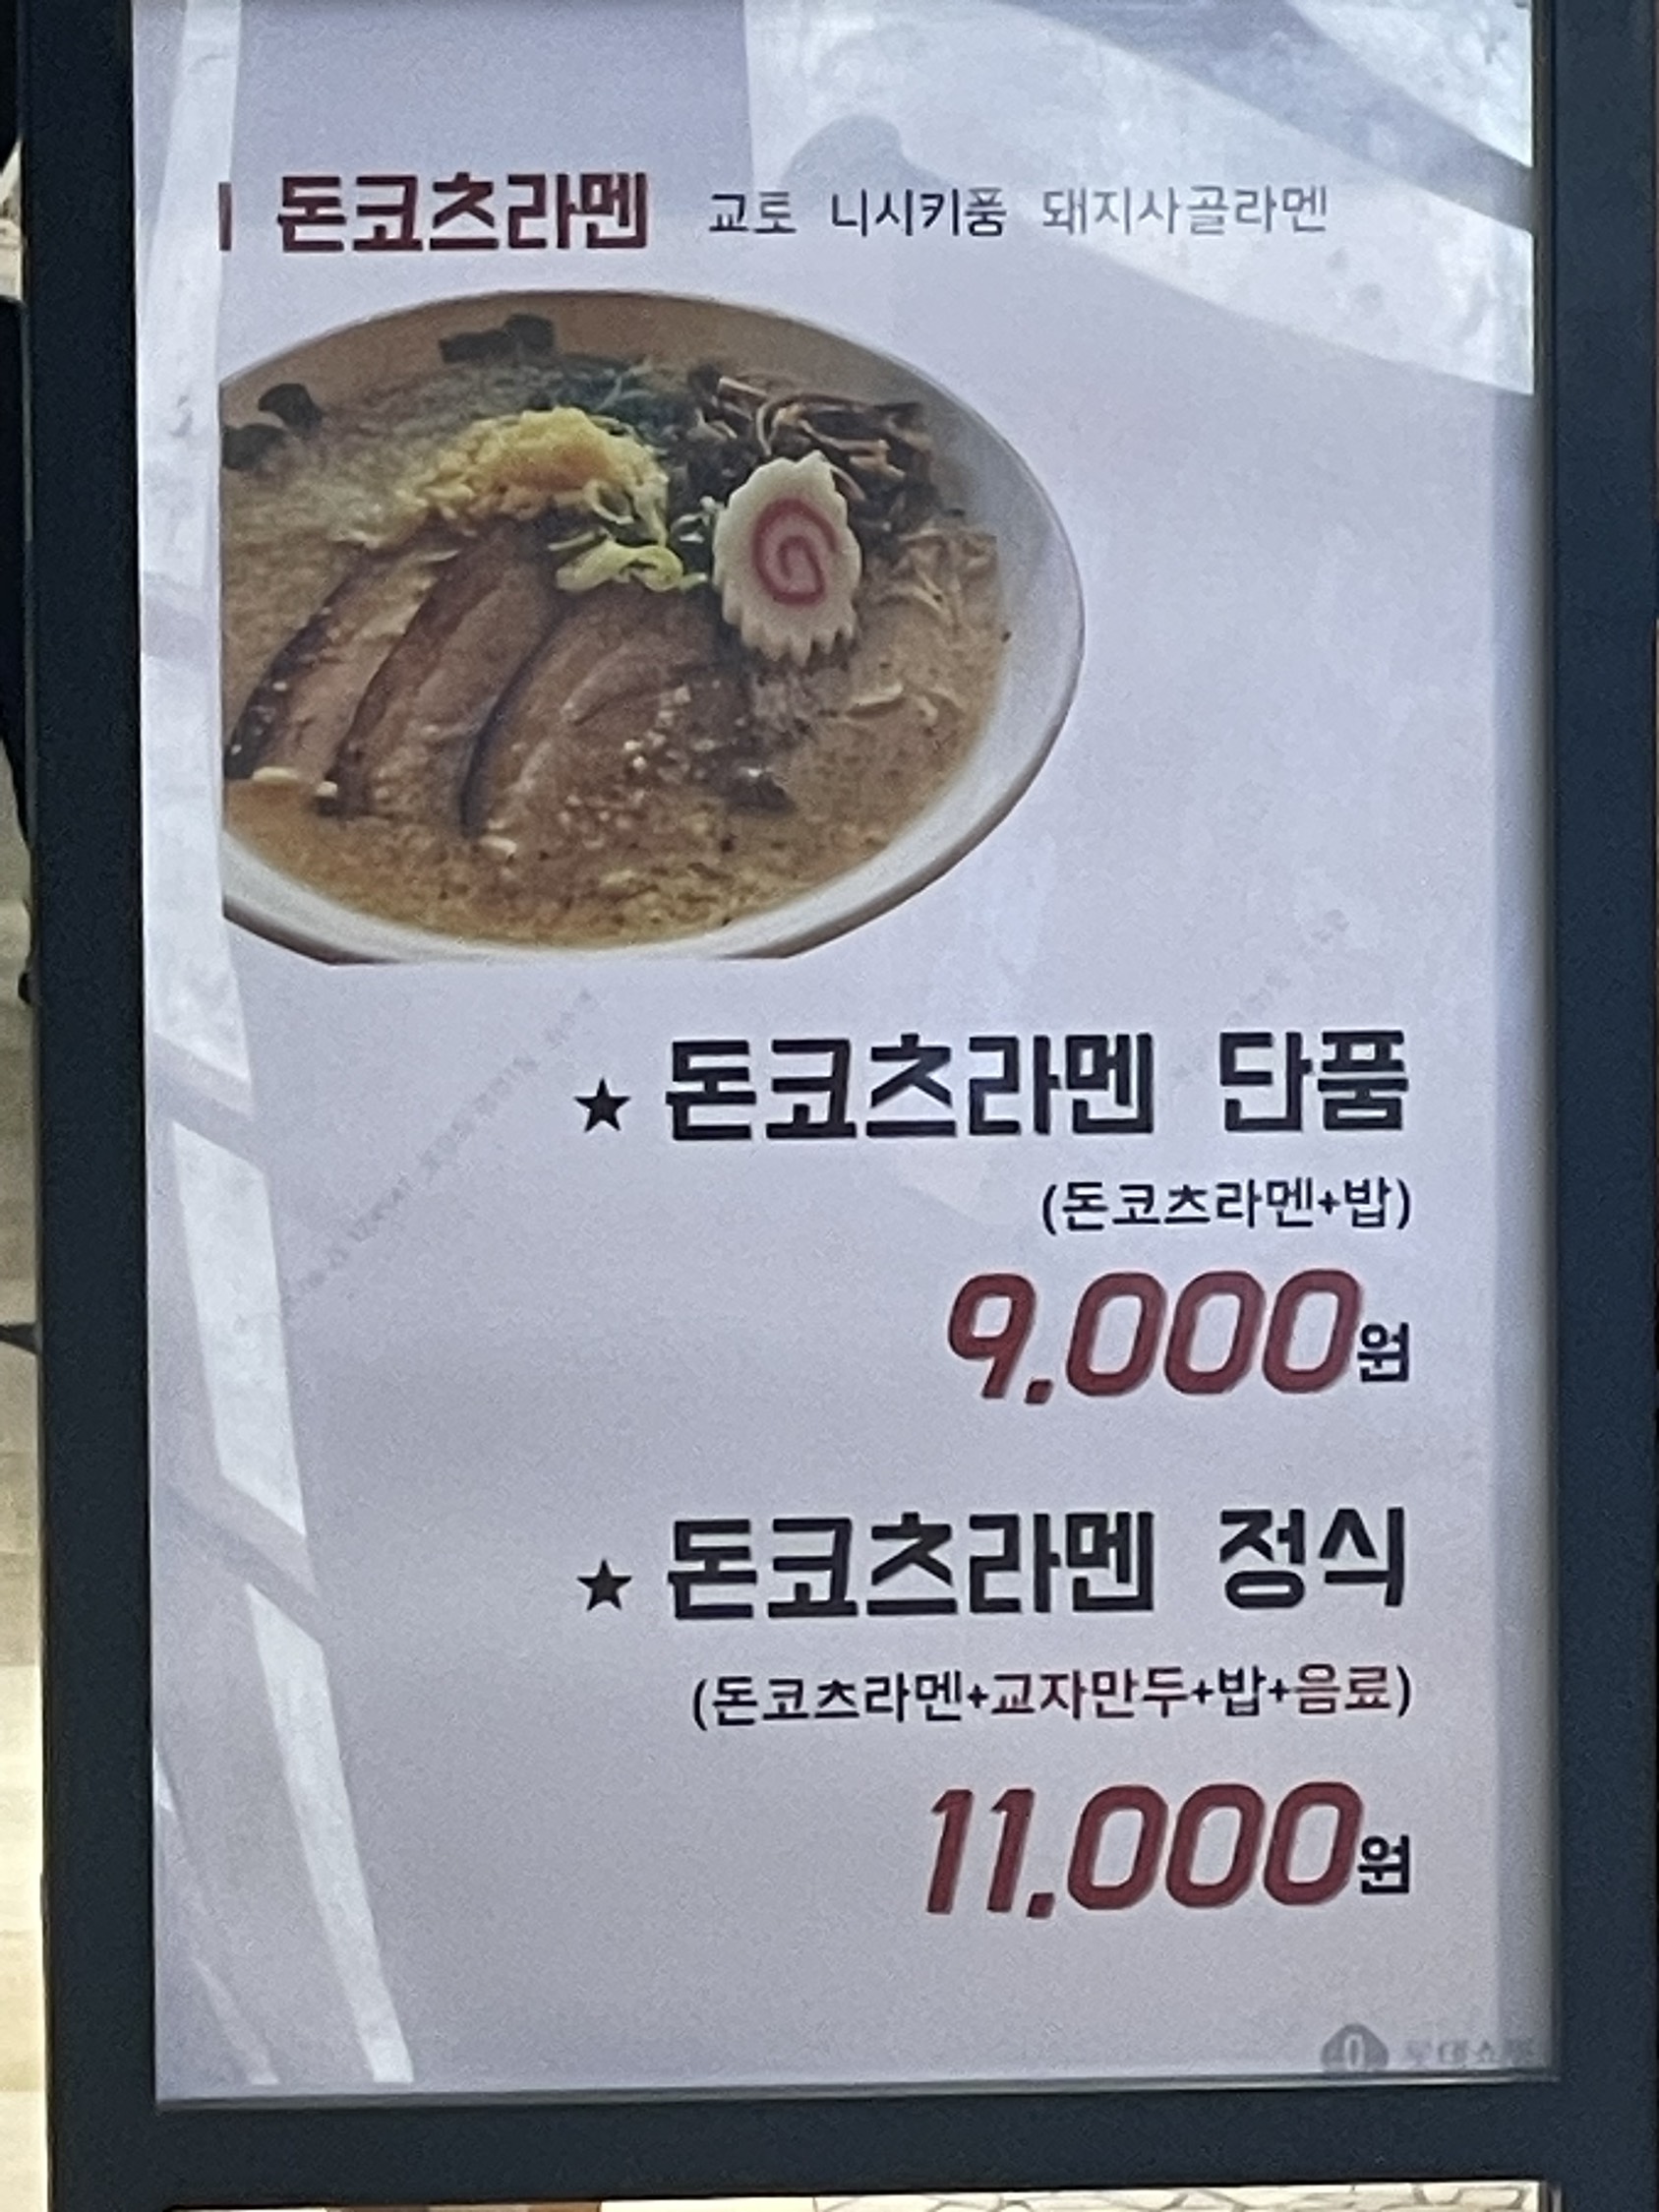 돈코츠라멘 교토 니시키풍 돼지사골라멘
★ 돈코츠라멘 단품
(돈코츠라멘+밥)
9,000원
★ 돈코츠라멘 정식
(돈코츠라멘+교자만두+밥+음료)
11,000원